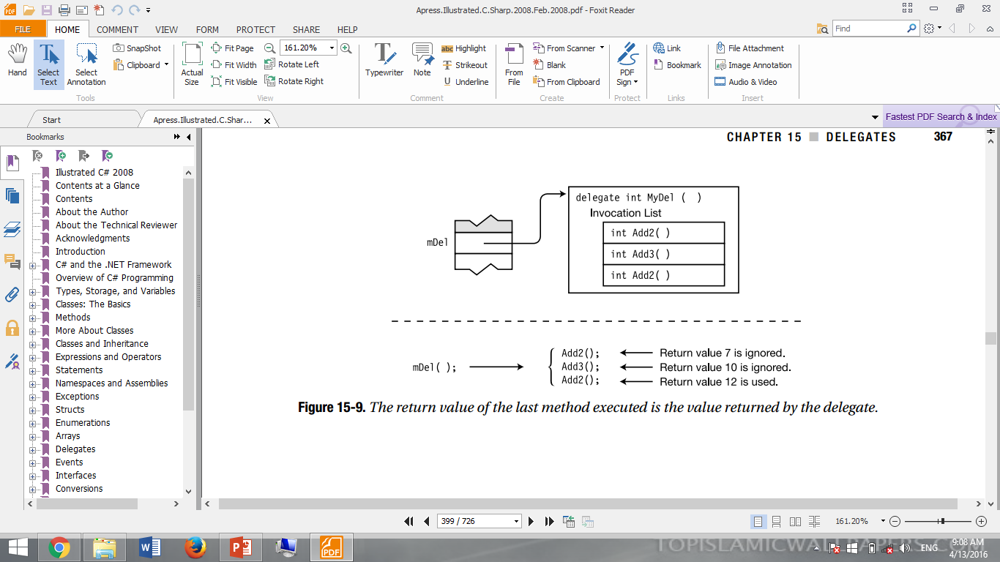 Apress.Illustrated.C.Sharp.2008.Feb.2008.pdf - Foxit Reader
FILE HOME COMMENT VIEW FORM PROTECT SHARE HELP Find
Hand
Select
Text
Select
Annotation
SnapShot
Clipboard
Tools
Actual
Size
Fit Page
Fit Width
Fit Visible
161.20%
Rotate Left
Rotate Right
View
Typewriter
Note
abc Highlight
Strikeout
U Underline
Comment
From
File
From Scanner
Blank
From Clipboard
Create
PDF
Sign
Protect
Link
Bookmark
Links
File Attachment
Image Annotation
Audio & Video
Insert
Start
Apress.Illustrated.C.Shar...
Fastest PDF Search & Index
Bookmarks
Illustrated C# 2008
Contents at a Glance
Contents
About the Author
About the Technical Reviewer
Acknowledgments
Introduction
C# and the .NET Framework
Overview of C# Programming
Types, Storage, and Variables
Classes: The Basics
Methods
More About Classes
Classes and Inheritance
Expressions and Operators
Statements
Namespaces and Assemblies
Exceptions
Structs
Enumerations
Arrays
Delegates
Events
Interfaces
Conversions
CHAPTER 15 DELEGATES 367
delegate int MyDel ( )
Invocation List
int Add2( )
int Add3( )
int Add2( )
mDel
mDel( );
Add2(); Return value 7 is ignored.
Add3(); Return value 10 is ignored.
Add2(); Return value 12 is used.
Figure 15-9. The return value of the last method executed is the value returned by the delegate.
399 / 726
161.20%
TOPISLAMICWALLPAPERS.COM
ENG
9:08 AM
4/13/2016